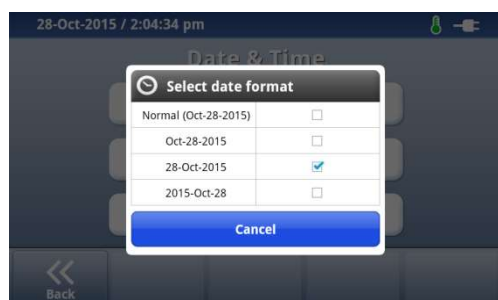 28-Oct-2015 / 2:04:34 pm
Date & Time
Select date format
Normal (Oct-28-2015)
Oct-28-2015
28-Oct-2015
2015-Oct-28
Cancel
Back